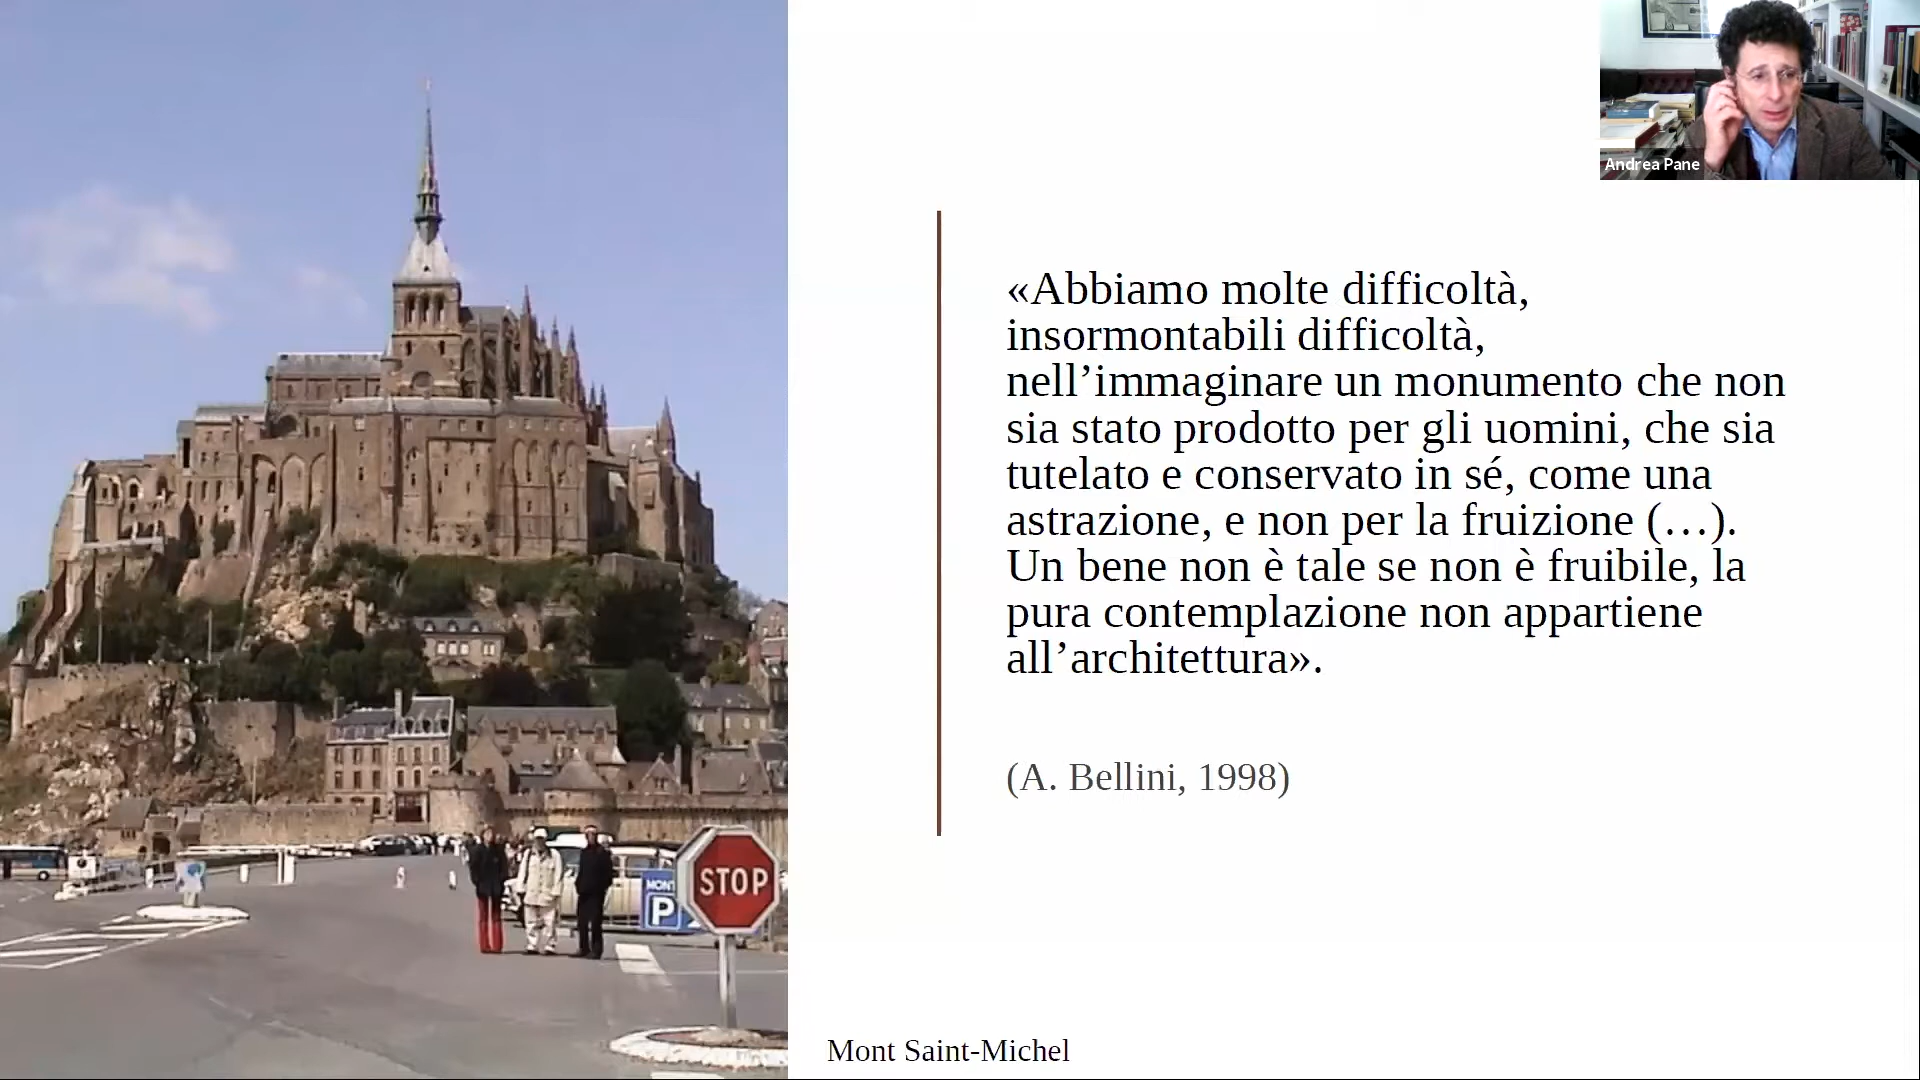 Andrea Pane
«Abbiamo molte difficoltà,
insormontabili difficoltà,
nell’immaginare un monumento che non
sia stato prodotto per gli uomini, che sia
tutelato e conservato in sé, come una
astrazione, e non per la fruizione (…).
Un bene non è tale se non è fruibile, la
pura contemplazione non appartiene
all’architettura».
(A. Bellini, 1998)
MONT
P
STOP
Mont Saint-Michel